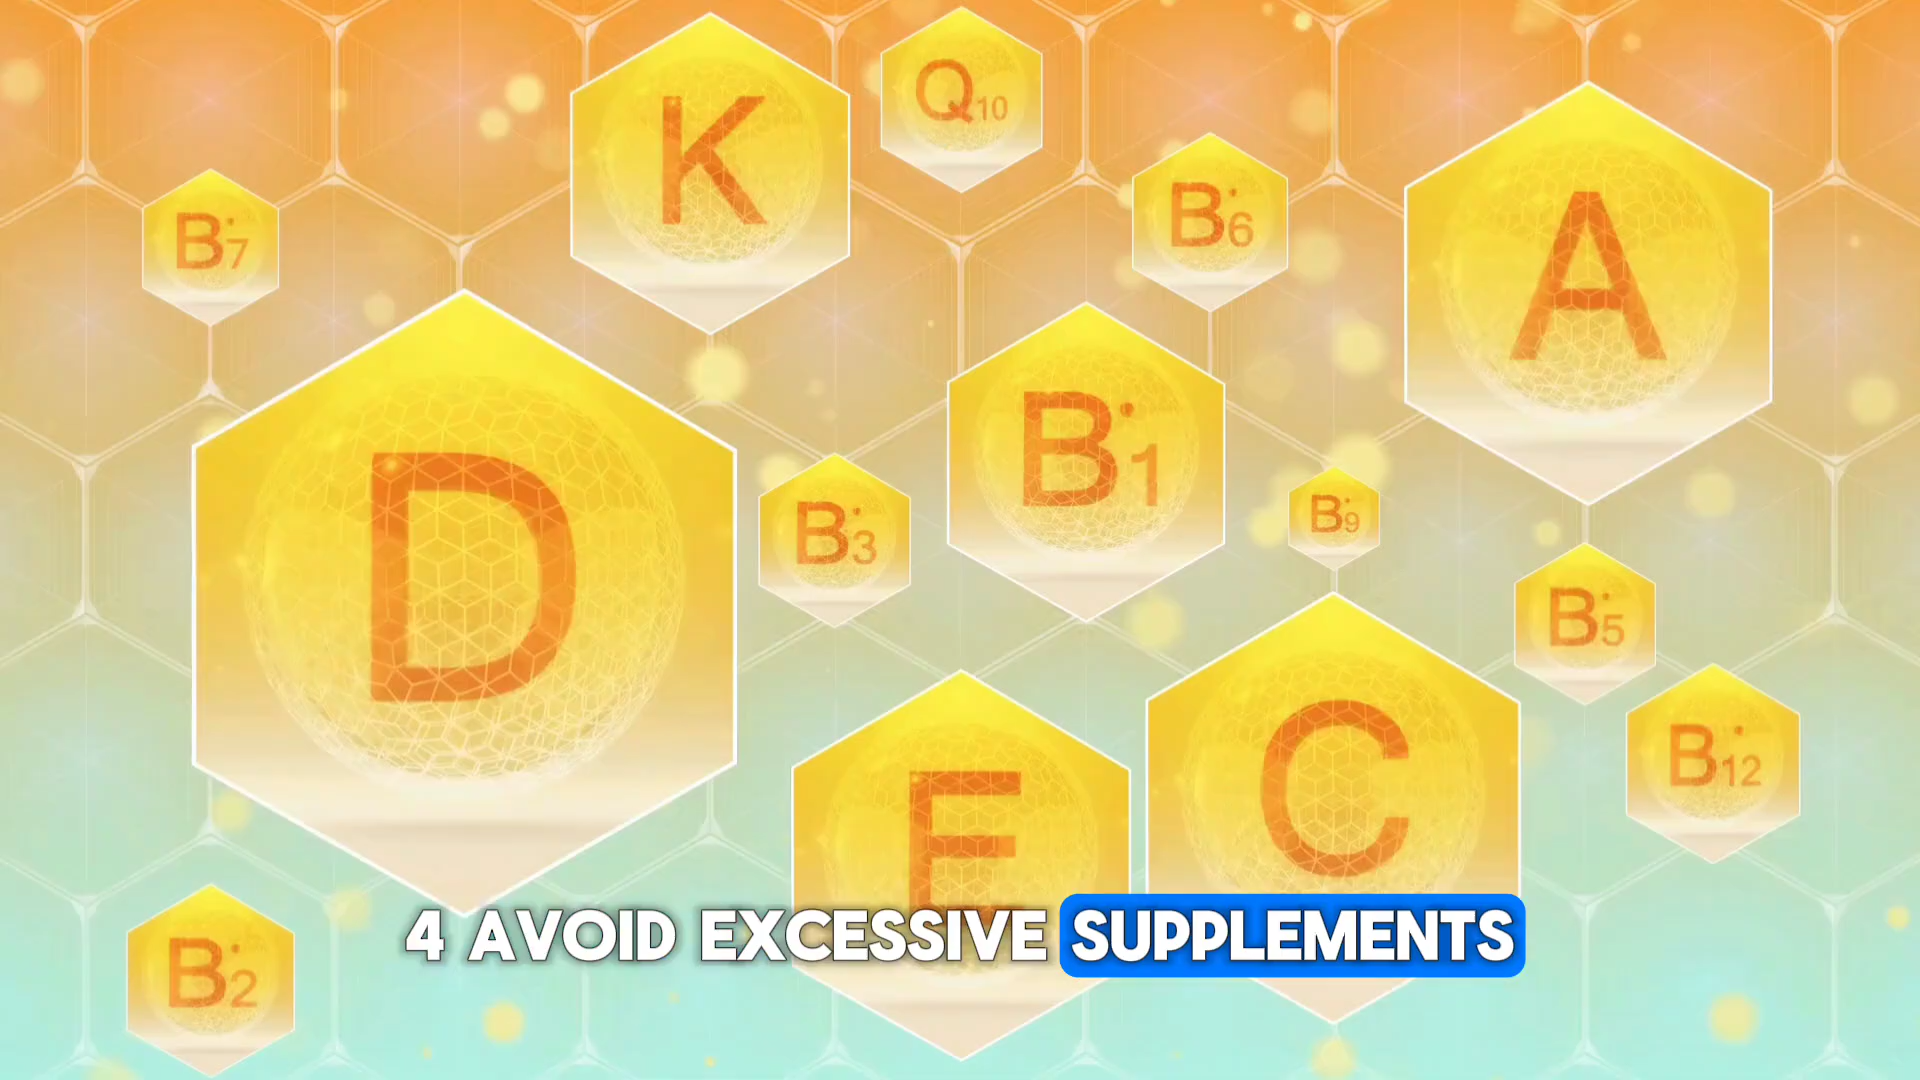 K
Q10
B6
A
B7
D
B3
B1
B9
B5
E
C
B12
B2
4 AVOID EXCESSIVE SUPPLEMENTS